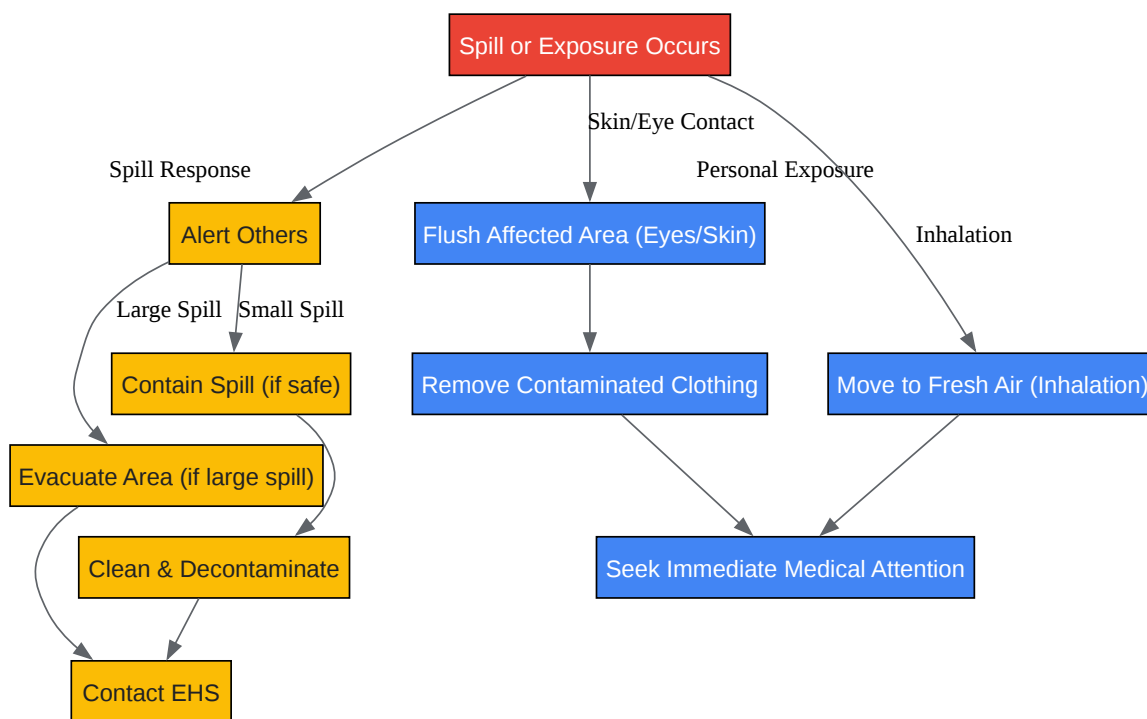 Spill or Exposure Occurs
Skin/Eye Contact
Spill Response
Personal Exposure
Alert Others
Flush Affected Area (Eyes/Skin)
Inhalation
Large Spill
Small Spill
Contain Spill (if safe)
Remove Contaminated Clothing
Move to Fresh Air (Inhalation)
Evacuate Area (if large spill)
Clean & Decontaminate
Seek Immediate Medical Attention
Contact EHS